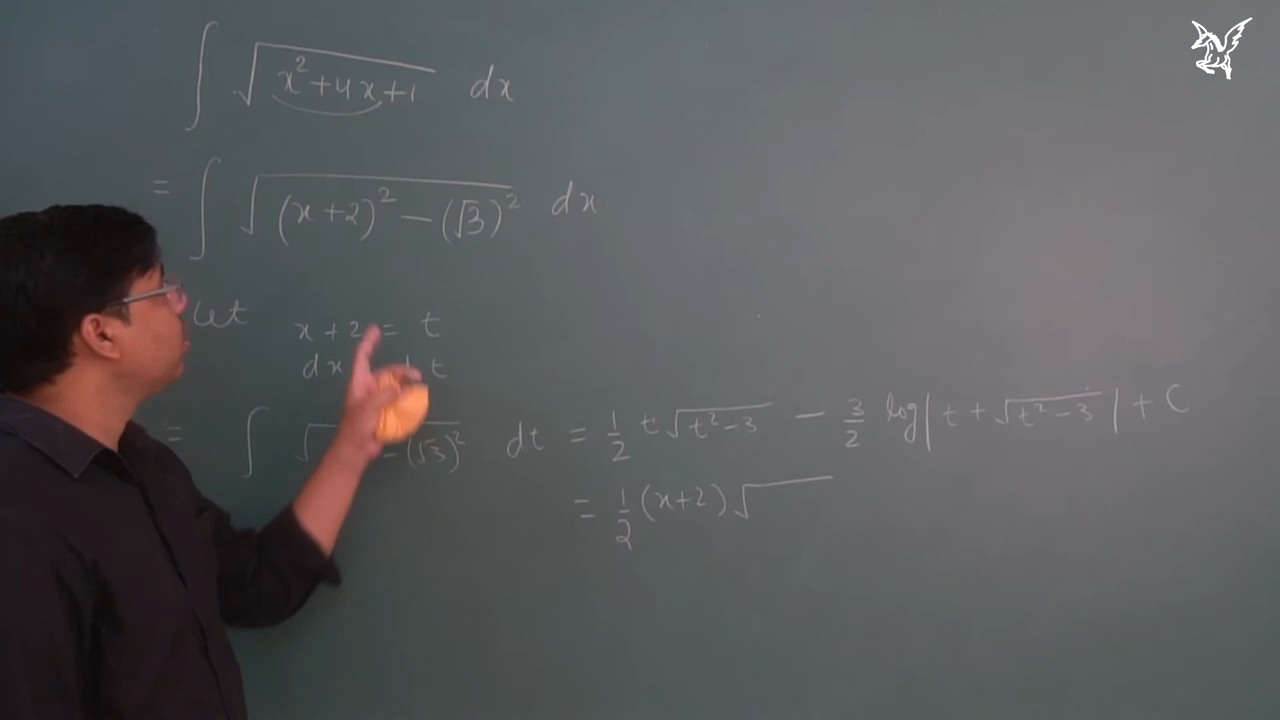 ∫ √(x² + 4x + 1) dx
= ∫ √((x + 2)² − (√3)²) dx
Let x + 2 = t
dx t
= ∫ √ − (√3)² dt = 1/2 t √(t² − 3) − 3/2 log| t + √(t² − 3) | + C
= 1/2 (x+2) √